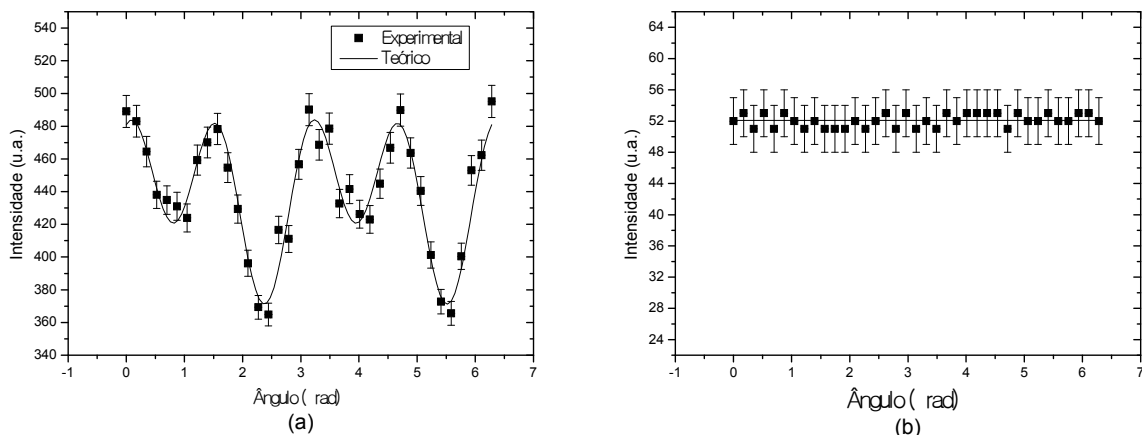 550
540
520
500
480
460
440
420
400
380
360
340
-1 0 1 2 3 4 5 6 7
Intensidade (u.a.)
Ângulo ( rad)
Experimental
Teórico
(a)
64
60
56
52
48
44
40
36
32
28
24
-1 0 1 2 3 4 5 6 7
Intensidade (u.a.)
Ângulo ( rad)
(b)